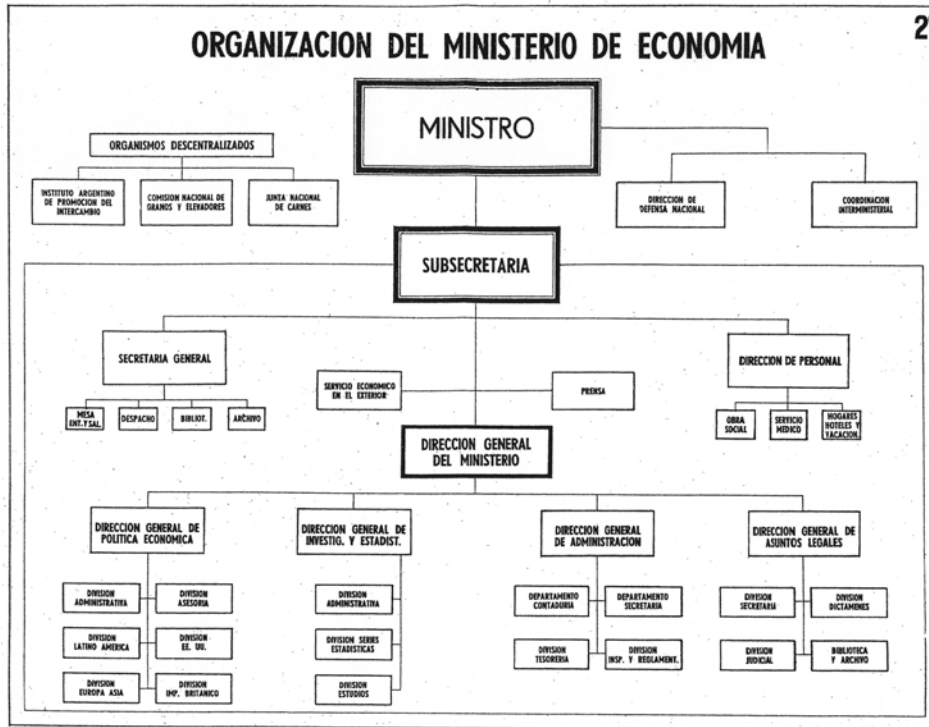 2
ORGANIZACION DEL MINISTERIO DE ECONOMIA
MINISTRO
ORGANISMOS DESCENTRALIZADOS
INSTITUTO ARGENTINO
DE PROMOCION DEL
INTERCAMBIO
COMISION NACIONAL DE
GRANOS Y ELEVADORES
JUNTA NACIONAL
DE CARNES
DIRECCION DE
DEFENSA NACIONAL
COORDINACION
INTERMINISTERIAL
SUBSECRETARIA
SECRETARIA GENERAL
DIRECCION DE PERSONAL
SERVICIO ECONOMICO
EN EL EXTERIOR
PRENSA
MESA
ENT. Y SAL.
DESPACHO
BIBLIOT.
ARCHIVO
OBRA
SOCIAL
SERVICIO
MEDICO
HOGARES
HOTELES Y
VACACION.
DIRECCION GENERAL
DEL MINISTERIO
DIRECCION GENERAL DE
POLITICA ECONOMICA
DIRECCION GENERAL DE
INVESTIG. Y ESTADIST.
DIRECCION GENERAL
DE ADMINISTRACION
DIRECCION GENERAL DE
ASUNTOS LEGALES
DIVISION
ADMINISTRATIVA
DIVISION
ASESORIA
DIVISION
LATINO AMERICA
DIVISION
EE. UU.
DIVISION
EUROPA ASIA
DIVISION
IMP. BRITANICO
DIVISION
ADMINISTRATIVA
DIVISION SERIES
ESTADISTICAS
DIVISION
ESTUDIOS
DEPARTAMENTO
CONTADURIA
DEPARTAMENTO
SECRETARIA
DIVISION
TESORERIA
DIVISION
INSP. Y REGLAMENT.
DIVISION
SECRETARIA
DIVISION
DICTAMENES
DIVISION
JUDICIAL
BIBLIOTECA
Y ARCHIVO